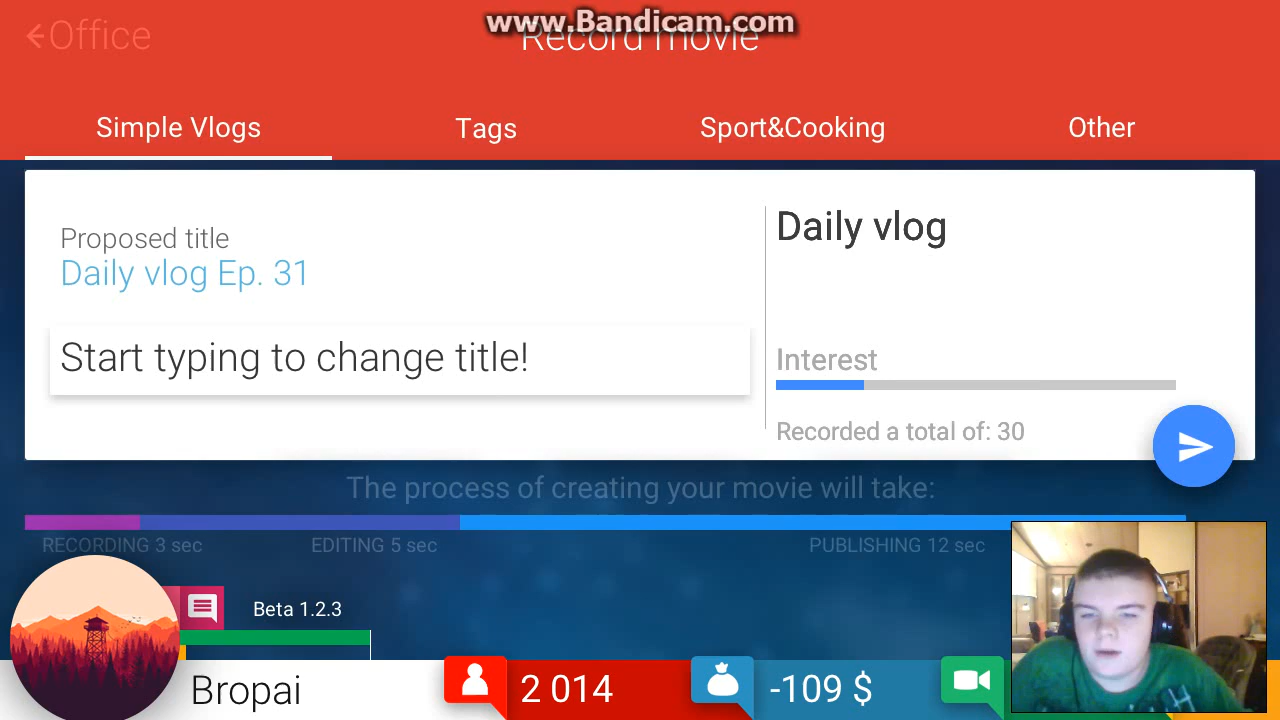 www.Bandicam.com
Office
Record movie
Simple Vlogs
Tags
Sport&Cooking
Other
Proposed title
Daily vlog Ep. 31
Start typing to change title!
Daily vlog
Interest
Recorded a total of: 30
The process of creating your movie will take:
RECORDING 3 sec
EDITING 5 sec
PUBLISHING 12 sec
Beta 1.2.3
Bropai
2 014
-109 $